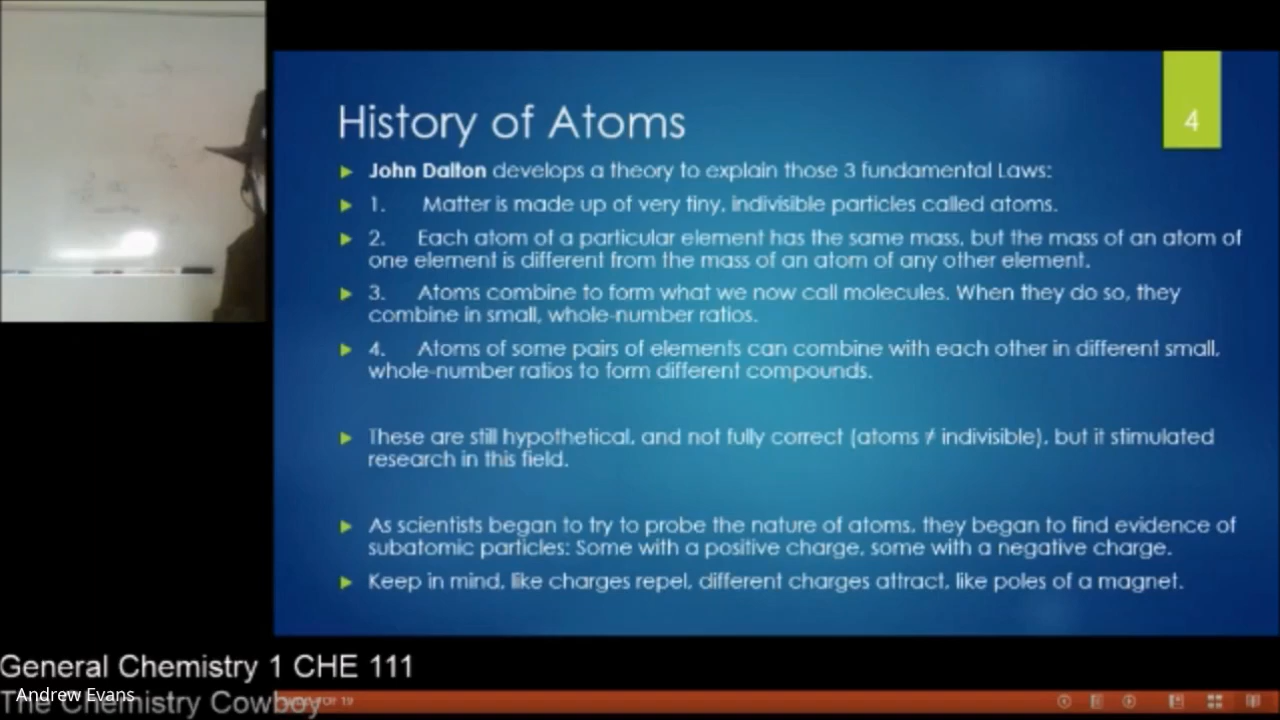 History of Atoms
4
John Dalton develops a theory to explain those 3 fundamental Laws:
1. Matter is made up of very tiny, indivisible particles called atoms.
2. Each atom of a particular element has the same mass, but the mass of an atom of
one element is different from the mass of an atom of any other element.
3. Atoms combine to form what we now call molecules. When they do so, they
combine in small, whole-number ratios.
4. Atoms of some pairs of elements can combine with each other in different small,
whole-number ratios to form different compounds.
These are still hypothetical, and not fully correct (atoms ≠ indivisible), but it stimulated
research in this field.
As scientists began to try to probe the nature of atoms, they began to find evidence of
subatomic particles: Some with a positive charge, some with a negative charge.
Keep in mind, like charges repel, different charges attract, like poles of a magnet.
General Chemistry 1 CHE 111
Andrew Evans
The Chemistry Cowboy
OF 19